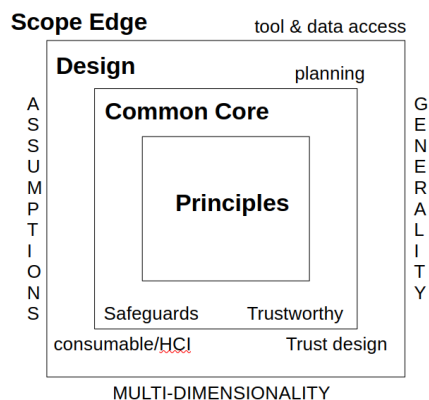 Scope Edge
tool & data access
Design
planning
Common Core
Principles
ASSUMPTIONS
GENERALITY
Safeguards
Trustworthy
consumable/HCI
Trust design
MULTI-DIMENSIONALITY